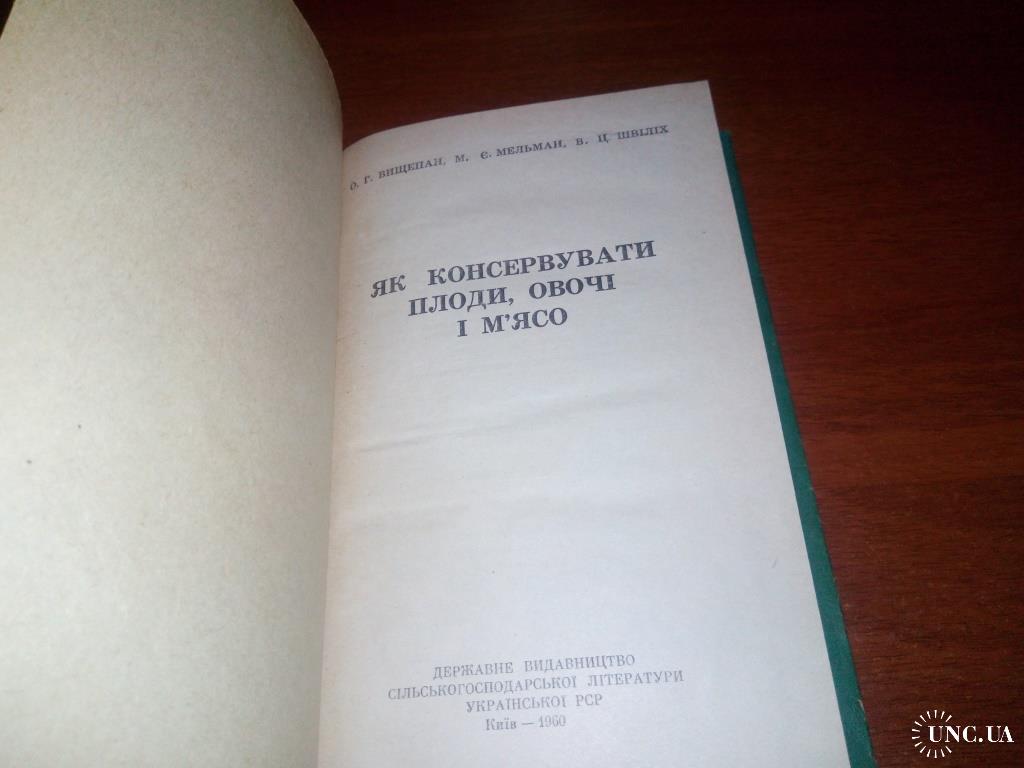 О. Г. ВИЩЕПАН, М. Є. МЕЛЬМАН, В. Ц. ШВІЛІХ
ЯК КОНСЕРВУВАТИ
ПЛОДИ, ОВОЧІ
І М'ЯСО
ДЕРЖАВНЕ ВИДАВНИЦТВО
СІЛЬСЬКОГОСПОДАРСЬКОЇ ЛІТЕРАТУРИ
УКРАЇНСЬКОЇ РСР
Київ — 1960
UNC.UA